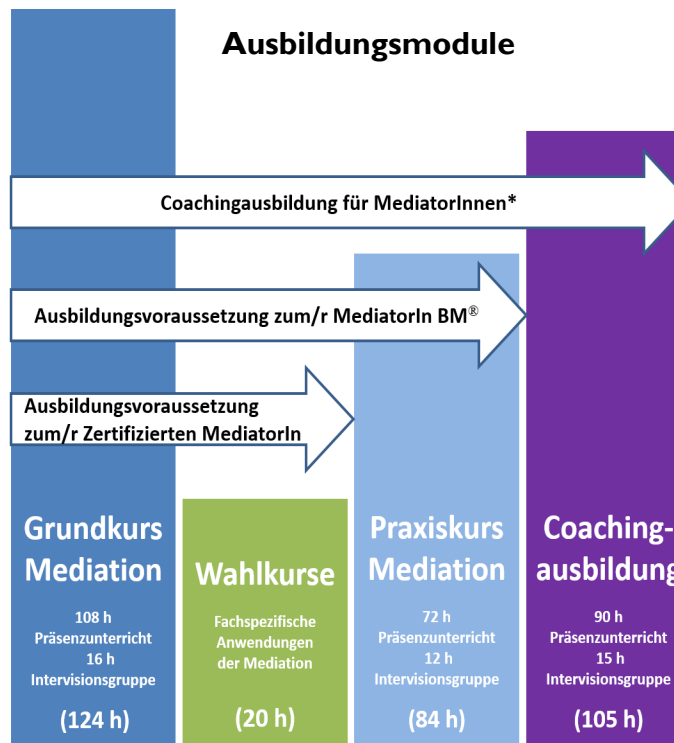 Ausbildungsmodule
Coachingausbildung für MediatorInnen*
Ausbildungsvoraussetzung zum/r MediatorIn BM®
Ausbildungsvoraussetzung
zum/r Zertifizierten MediatorIn
Grundkurs
Mediation
108 h
Präsenzunterricht
16 h
Intervisionsgruppe
(124 h)
Wahlkurse
Fachspezifische
Anwendungen
der Mediation
(20 h)
Praxiskurs
Mediation
72 h
Präsenzunterricht
12 h
Intervisionsgruppe
(84 h)
Coaching-
ausbildung
90 h
Präsenzunterricht
15 h
Intervisionsgruppe
(105 h)